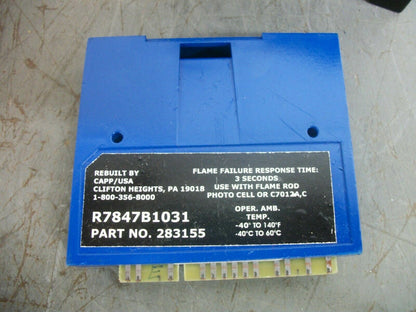 REBUILT BY
CAPP/USA
CLIFTON HEIGHTS, PA 19018
1-800-356-8000
R7847B1031
PART NO. 283155
FLAME FAILURE RESPONSE TIME:
3 SECONDS
USE WITH FLAME ROD
PHOTO CELL OR C7012A,C
OPER. AMB.
TEMP.
-40° TO 140°F
-40°C TO 60°C